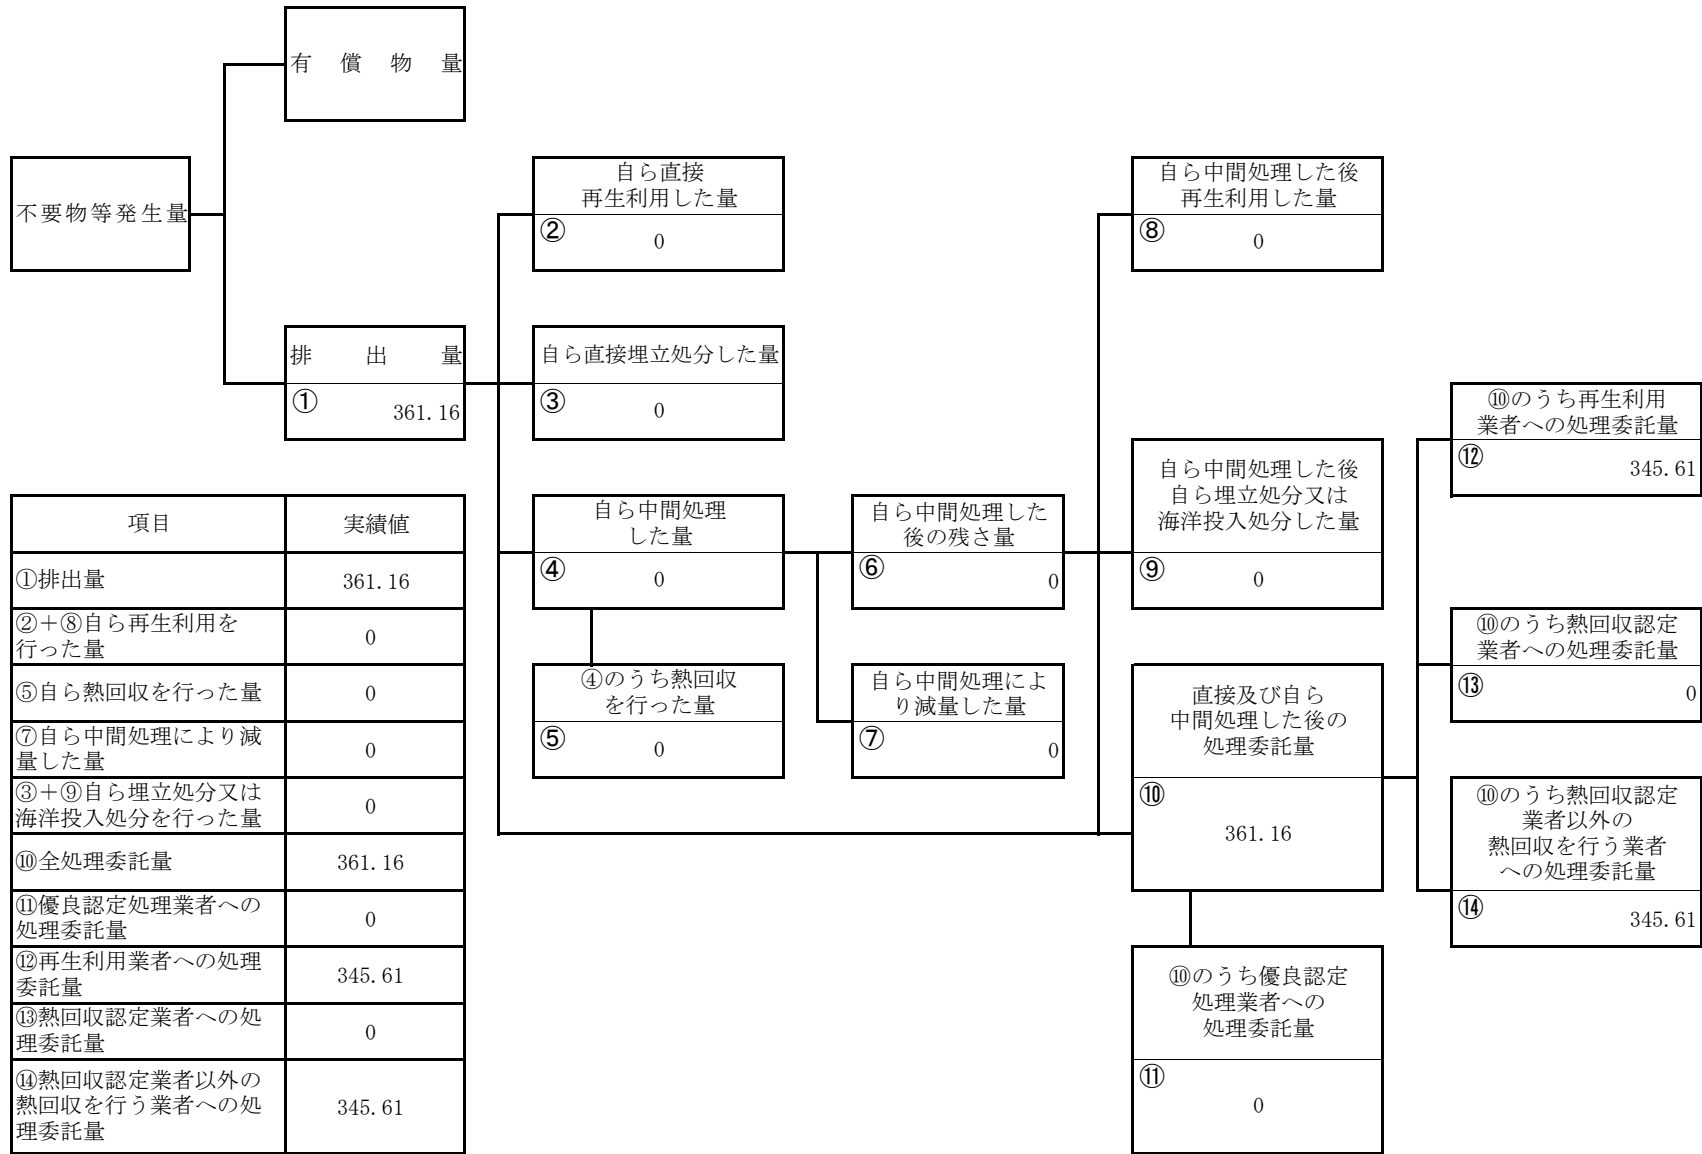 有償物量
不要物等発生量
排出量
①
361.16
自ら直接
再生利用した量
②
0
自ら直接埋立処分した量
③
0
自ら中間処理
した量
④
0
④のうち熱回収
を行った量
⑤
0
自ら中間処理した
後の残さ量
⑥
0
自ら中間処理によ
り減量した量
⑦
0
自ら中間処理した後
再生利用した量
⑧
0
自ら中間処理した後
自ら埋立処分又は
海洋投入処分した量
⑨
0
直接及び自ら
中間処理した後の
処理委託量
⑩
361.16
⑩のうち優良認定
処理業者への
処理委託量
⑪
0
⑩のうち再生利用
業者への処理委託量
⑫
345.61
⑩のうち熱回収認定
業者への処理委託量
⑬
0
⑩のうち熱回収認定
業者以外の
熱回収を行う業者
への処理委託量
⑭
345.61
項目 実績値
①排出量 361.16
②+⑧自ら再生利用を
行った量 0
⑤自ら熱回収を行った量 0
⑦自ら中間処理により減
量した量 0
③+⑨自ら埋立処分又は
海洋投入処分を行った量 0
⑩全処理委託量 361.16
⑪優良認定処理業者への
処理委託量 0
⑫再生利用業者への処理
委託量 345.61
⑬熱回収認定業者への処
理委託量 0
⑭熱回収認定業者以外の
熱回収を行う業者への処
理委託量 345.61